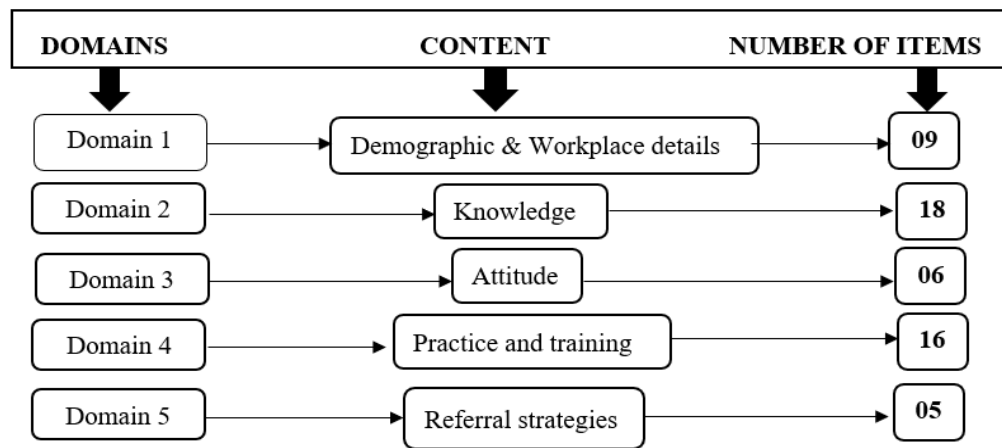 DOMAINS CONTENT NUMBER OF ITEMS
Domain 1 Demographic & Workplace details 09
Domain 2 Knowledge 18
Domain 3 Attitude 06
Domain 4 Practice and training 16
Domain 5 Referral strategies 05